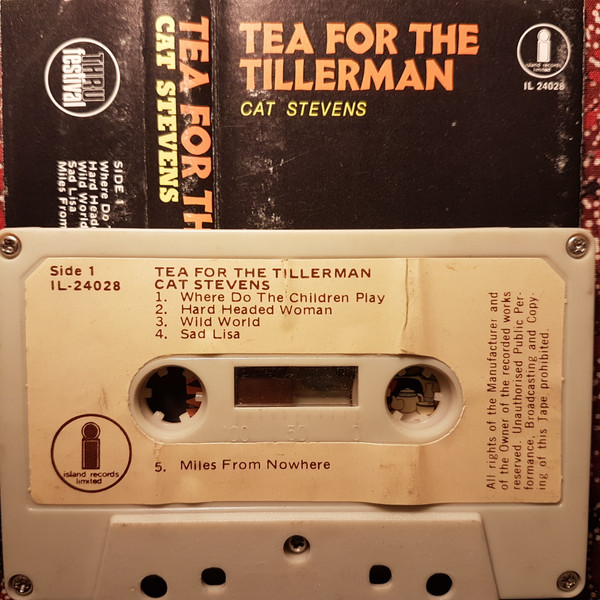 TEA FOR THE
TILLERMAN
CAT STEVENS
island records
limited
IL 24028
TEA FOR TH
CAT STEVENS
THRU
festival
SIDE 1
Where Do
Hard Head
Wild World
Sad Lisa
Miles From
Side 1
IL-24028
TEA FOR THE TILLERMAN
CAT STEVENS
1. Where Do The Children Play
2. Hard Headed Woman
3. Wild World
4. Sad Lisa
5. Miles From Nowhere
island records
limited
All rights of the Manufacturer and
of the Owner of the recorded works
reserved. Unauthorised Public Per-
formance, Broadcasting and Copy-
ing of this Tape prohibited.
100 50